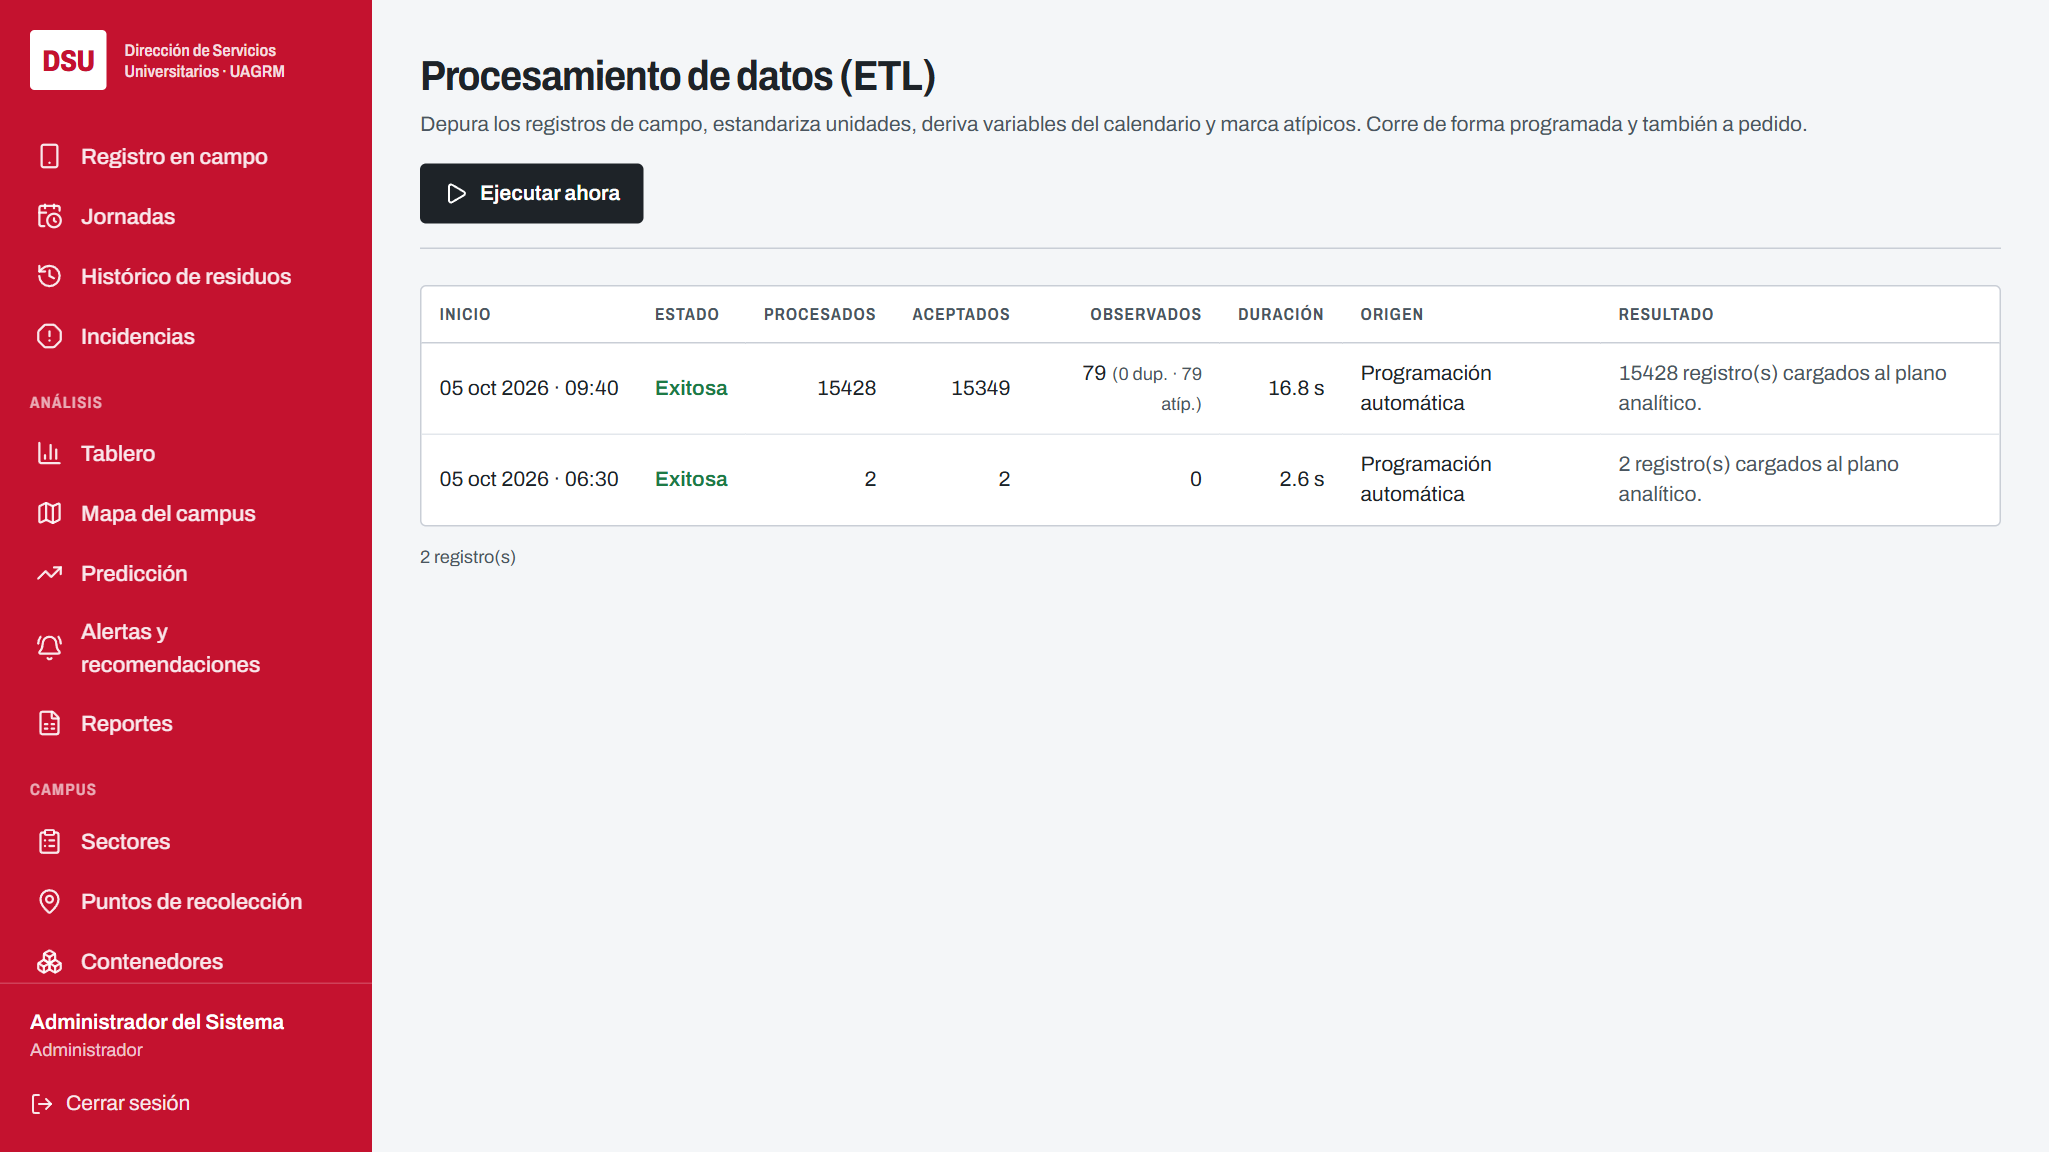 DSU
Dirección de Servicios
Universitarios · UAGRM
Registro en campo
Jornadas
Histórico de residuos
Incidencias
ANÁLISIS
Tablero
Mapa del campus
Predicción
Alertas y
recomendaciones
Reportes
CAMPUS
Sectores
Puntos de recolección
Contenedores
Administrador del Sistema
Administrador
Cerrar sesión
Procesamiento de datos (ETL)
Depura los registros de campo, estandariza unidades, deriva variables del calendario y marca atípicos. Corre de forma programada y también a pedido.
Ejecutar ahora
INICIO ESTADO PROCESADOS ACEPTADOS OBSERVADOS DURACIÓN ORIGEN RESULTADO
05 oct 2026 · 09:40 Exitosa 15428 15349 79 (0 dup. · 79 atíp.) 16.8 s Programación automática 15428 registro(s) cargados al plano analítico.
05 oct 2026 · 06:30 Exitosa 2 2 0 2.6 s Programación automática 2 registro(s) cargados al plano analítico.
2 registro(s)